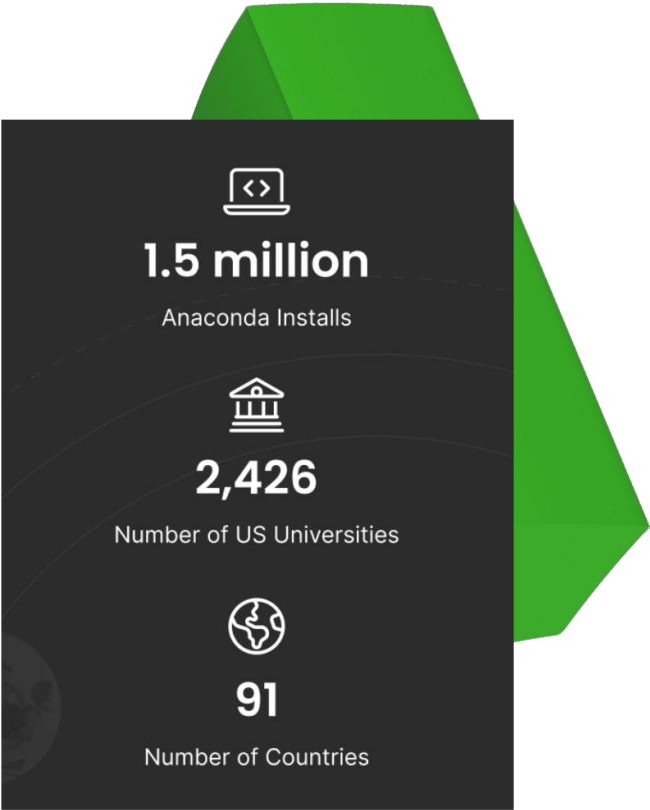 1.5 million
Anaconda Installs
2,426
Number of US Universities
91
Number of Countries